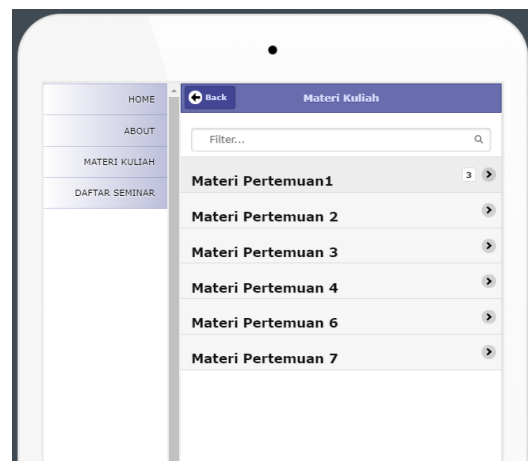 HOME
ABOUT
MATERI KULIAH
DAFTAR SEMINAR
Back
Materi Kuliah
Filter...
Materi Pertemuan1
3
Materi Pertemuan 2
Materi Pertemuan 3
Materi Pertemuan 4
Materi Pertemuan 6
Materi Pertemuan 7